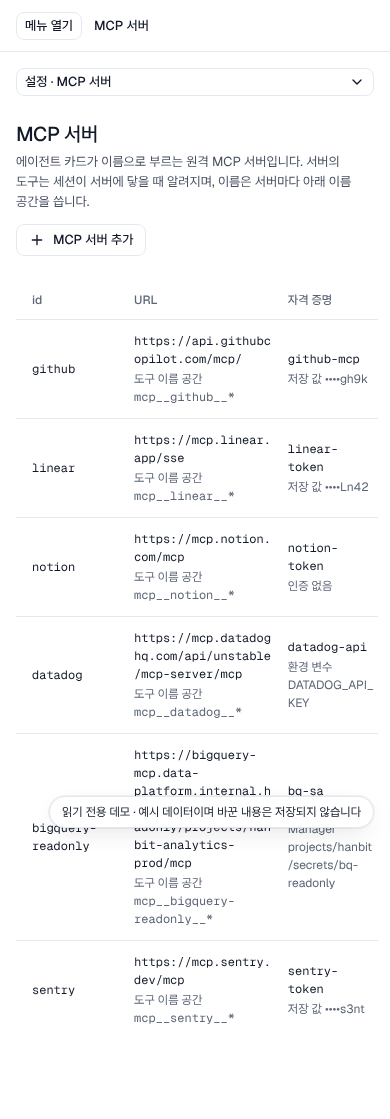 메뉴 열기
MCP 서버
설정 · MCP 서버
MCP 서버
에이전트 카드가 이름으로 부르는 원격 MCP 서버입니다. 서버의
도구는 세션이 서버에 닿을 때 알려지며, 이름은 서버마다 아래 이름
공간을 씁니다.
MCP 서버 추가
id
URL
자격 증명
github
https://api.githubc
opilot.com/mcp/
도구 이름 공간
mcp__github__*
github-mcp
저장 값 ••••gh9k
linear
https://mcp.linear.
app/sse
도구 이름 공간
mcp__linear__*
linear-
token
저장 값 ••••Ln42
notion
https://mcp.notion.
com/mcp
도구 이름 공간
mcp__notion__*
notion-
token
인증 없음
datadog
https://mcp.datadog
hq.com/api/unstable
/mcp-server/mcp
도구 이름 공간
mcp__datadog__*
datadog-api
환경 변수
DATADOG_API_
KEY
bigquery-
readonly
https://bigquery-
mcp.data-
platform.internal.h
adonly/projects/han
bit-analytics-
prod/mcp
도구 이름 공간
mcp__bigquery-
readonly__*
bq-sa
Manager
projects/hanbit
/secrets/bq-
readonly
읽기 전용 데모 · 예시 데이터이며 바꾼 내용은 저장되지 않습니다
sentry
https://mcp.sentry.
dev/mcp
도구 이름 공간
mcp__sentry__*
sentry-
token
저장 값 ••••s3nt